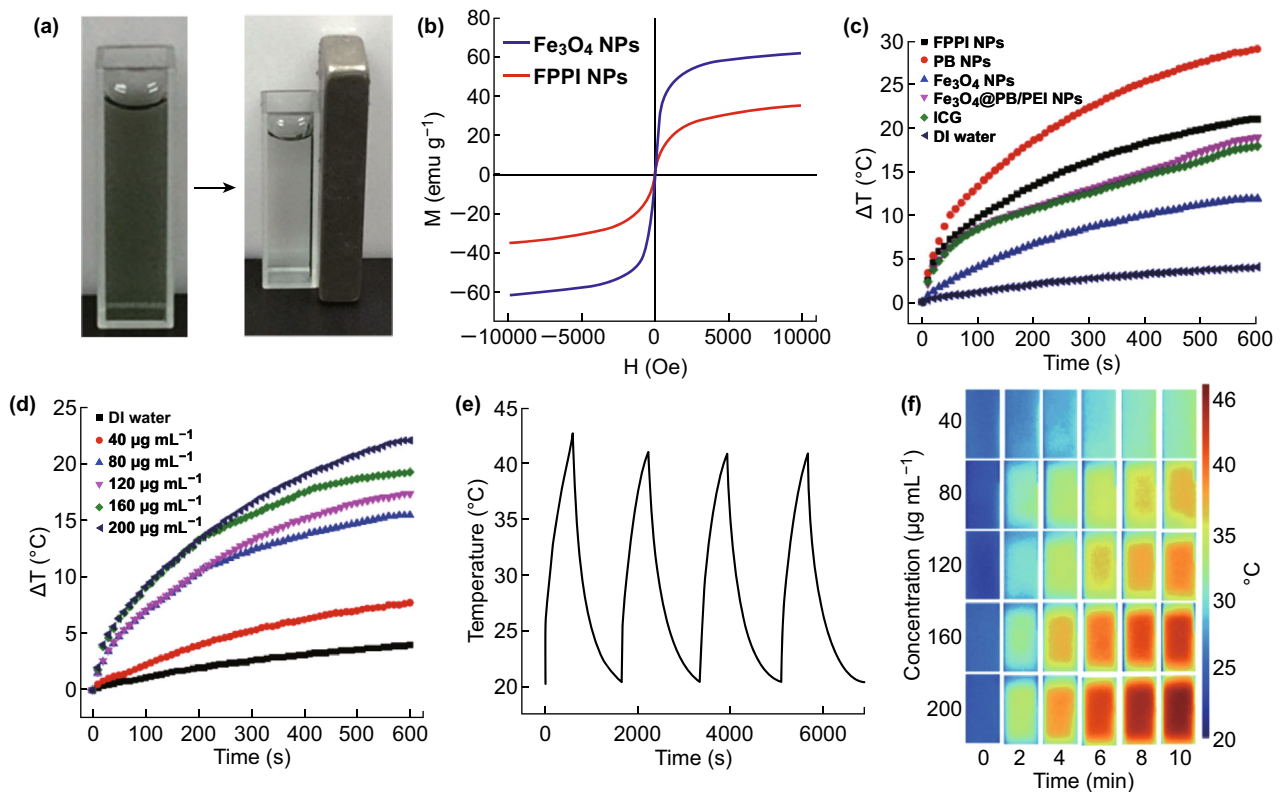 (a)
(b)
80
60
40
20
0
−20
−40
−60
M (emu g⁻¹)
Fe₃O₄ NPs
FPPI NPs
−10000
−5000
0
5000
10000
H (Oe)
(c)
30
25
20
15
10
5
0
ΔT (°C)
FPPI NPs
PB NPs
Fe₃O₄ NPs
Fe₃O₄@PB/PEI NPs
ICG
DI water
0
100
200
300
400
500
600
Time (s)
(d)
25
20
15
10
5
0
ΔT (°C)
DI water
40 µg mL⁻¹
80 µg mL⁻¹
120 µg mL⁻¹
160 µg mL⁻¹
200 µg mL⁻¹
0
100
200
300
400
500
600
Time (s)
(e)
45
40
35
30
25
20
Temperature (°C)
0
2000
4000
6000
Time (s)
(f)
40
80
120
160
200
Concentration (µg mL⁻¹)
0
2
4
6
8
10
Time (min)
46
40
35
30
25
20
°C